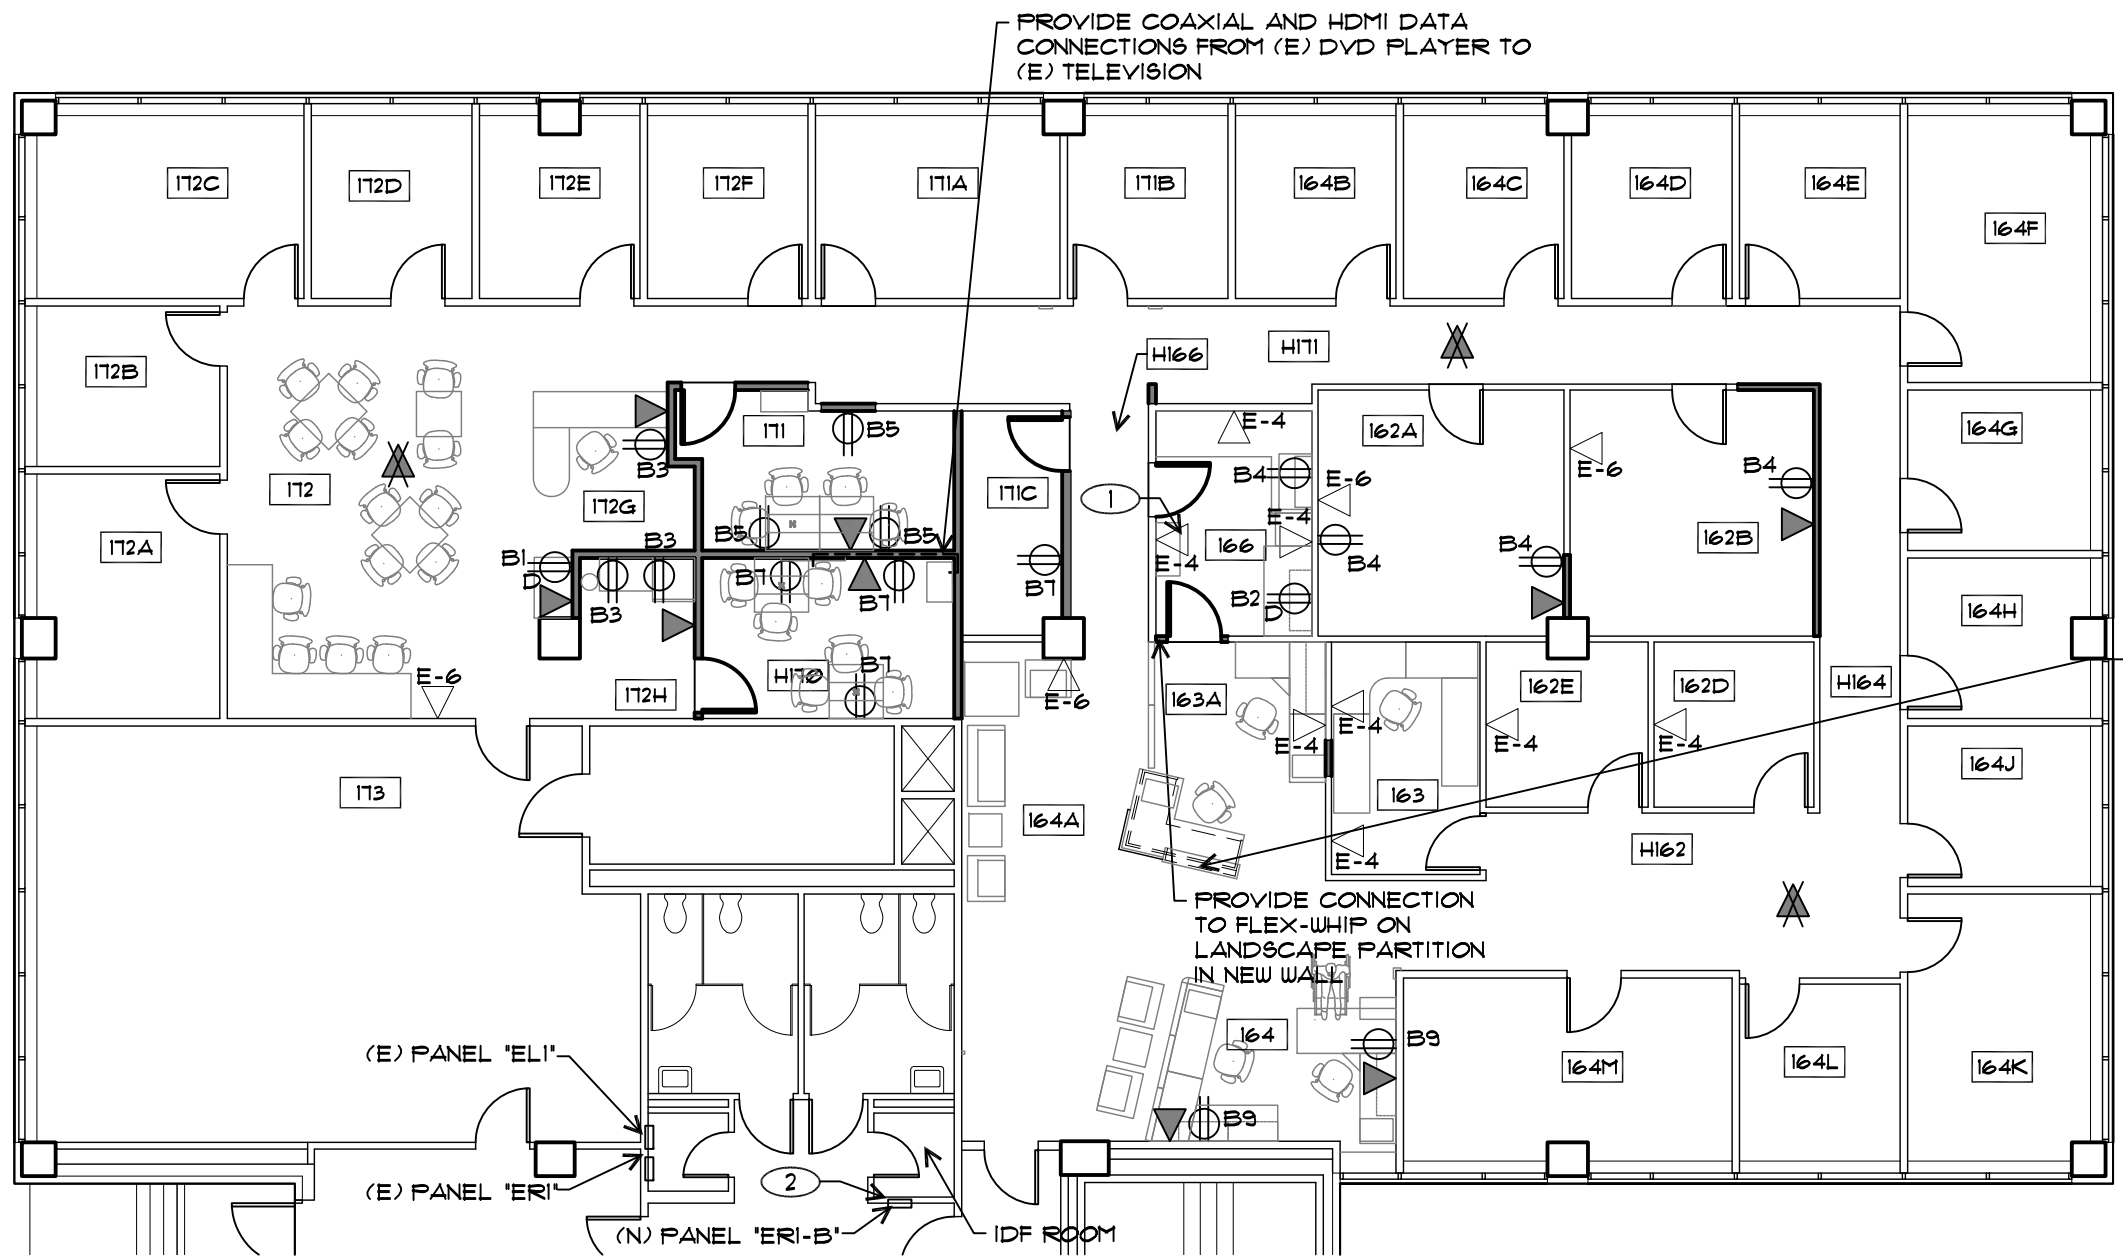 PROVIDE COAXIAL AND HDMI DATA
CONNECTIONS FROM (E) DVD PLAYER TO
(E) TELEVISION
172C
172D
172E
172F
171A
171B
164B
164C
164D
164E
164F
172B
H166
H171
172
172G
B3
171
B5
171C
E-4
162A
E-6
E-6
B4
164G
172A
B1
D
B3
B3
B5
B5
B7
B7
B7
1
B4
E-4
166
E-4
B2
D
B4
B4
162B
164H
E-6
172H
H170
B7
E-6
163A
E-4
E-4
162E
E-4
162D
E-4
H164
173
164A
163
E-4
H162
164J
PROVIDE CONNECTION
TO FLEX-WHIP ON
LANDSCAPE PARTITION
IN NEW WALL
164
B9
B9
164M
164L
164K
(E) PANEL "EL1"
(E) PANEL "ER1"
2
(N) PANEL "ER1-B"
IDF ROOM